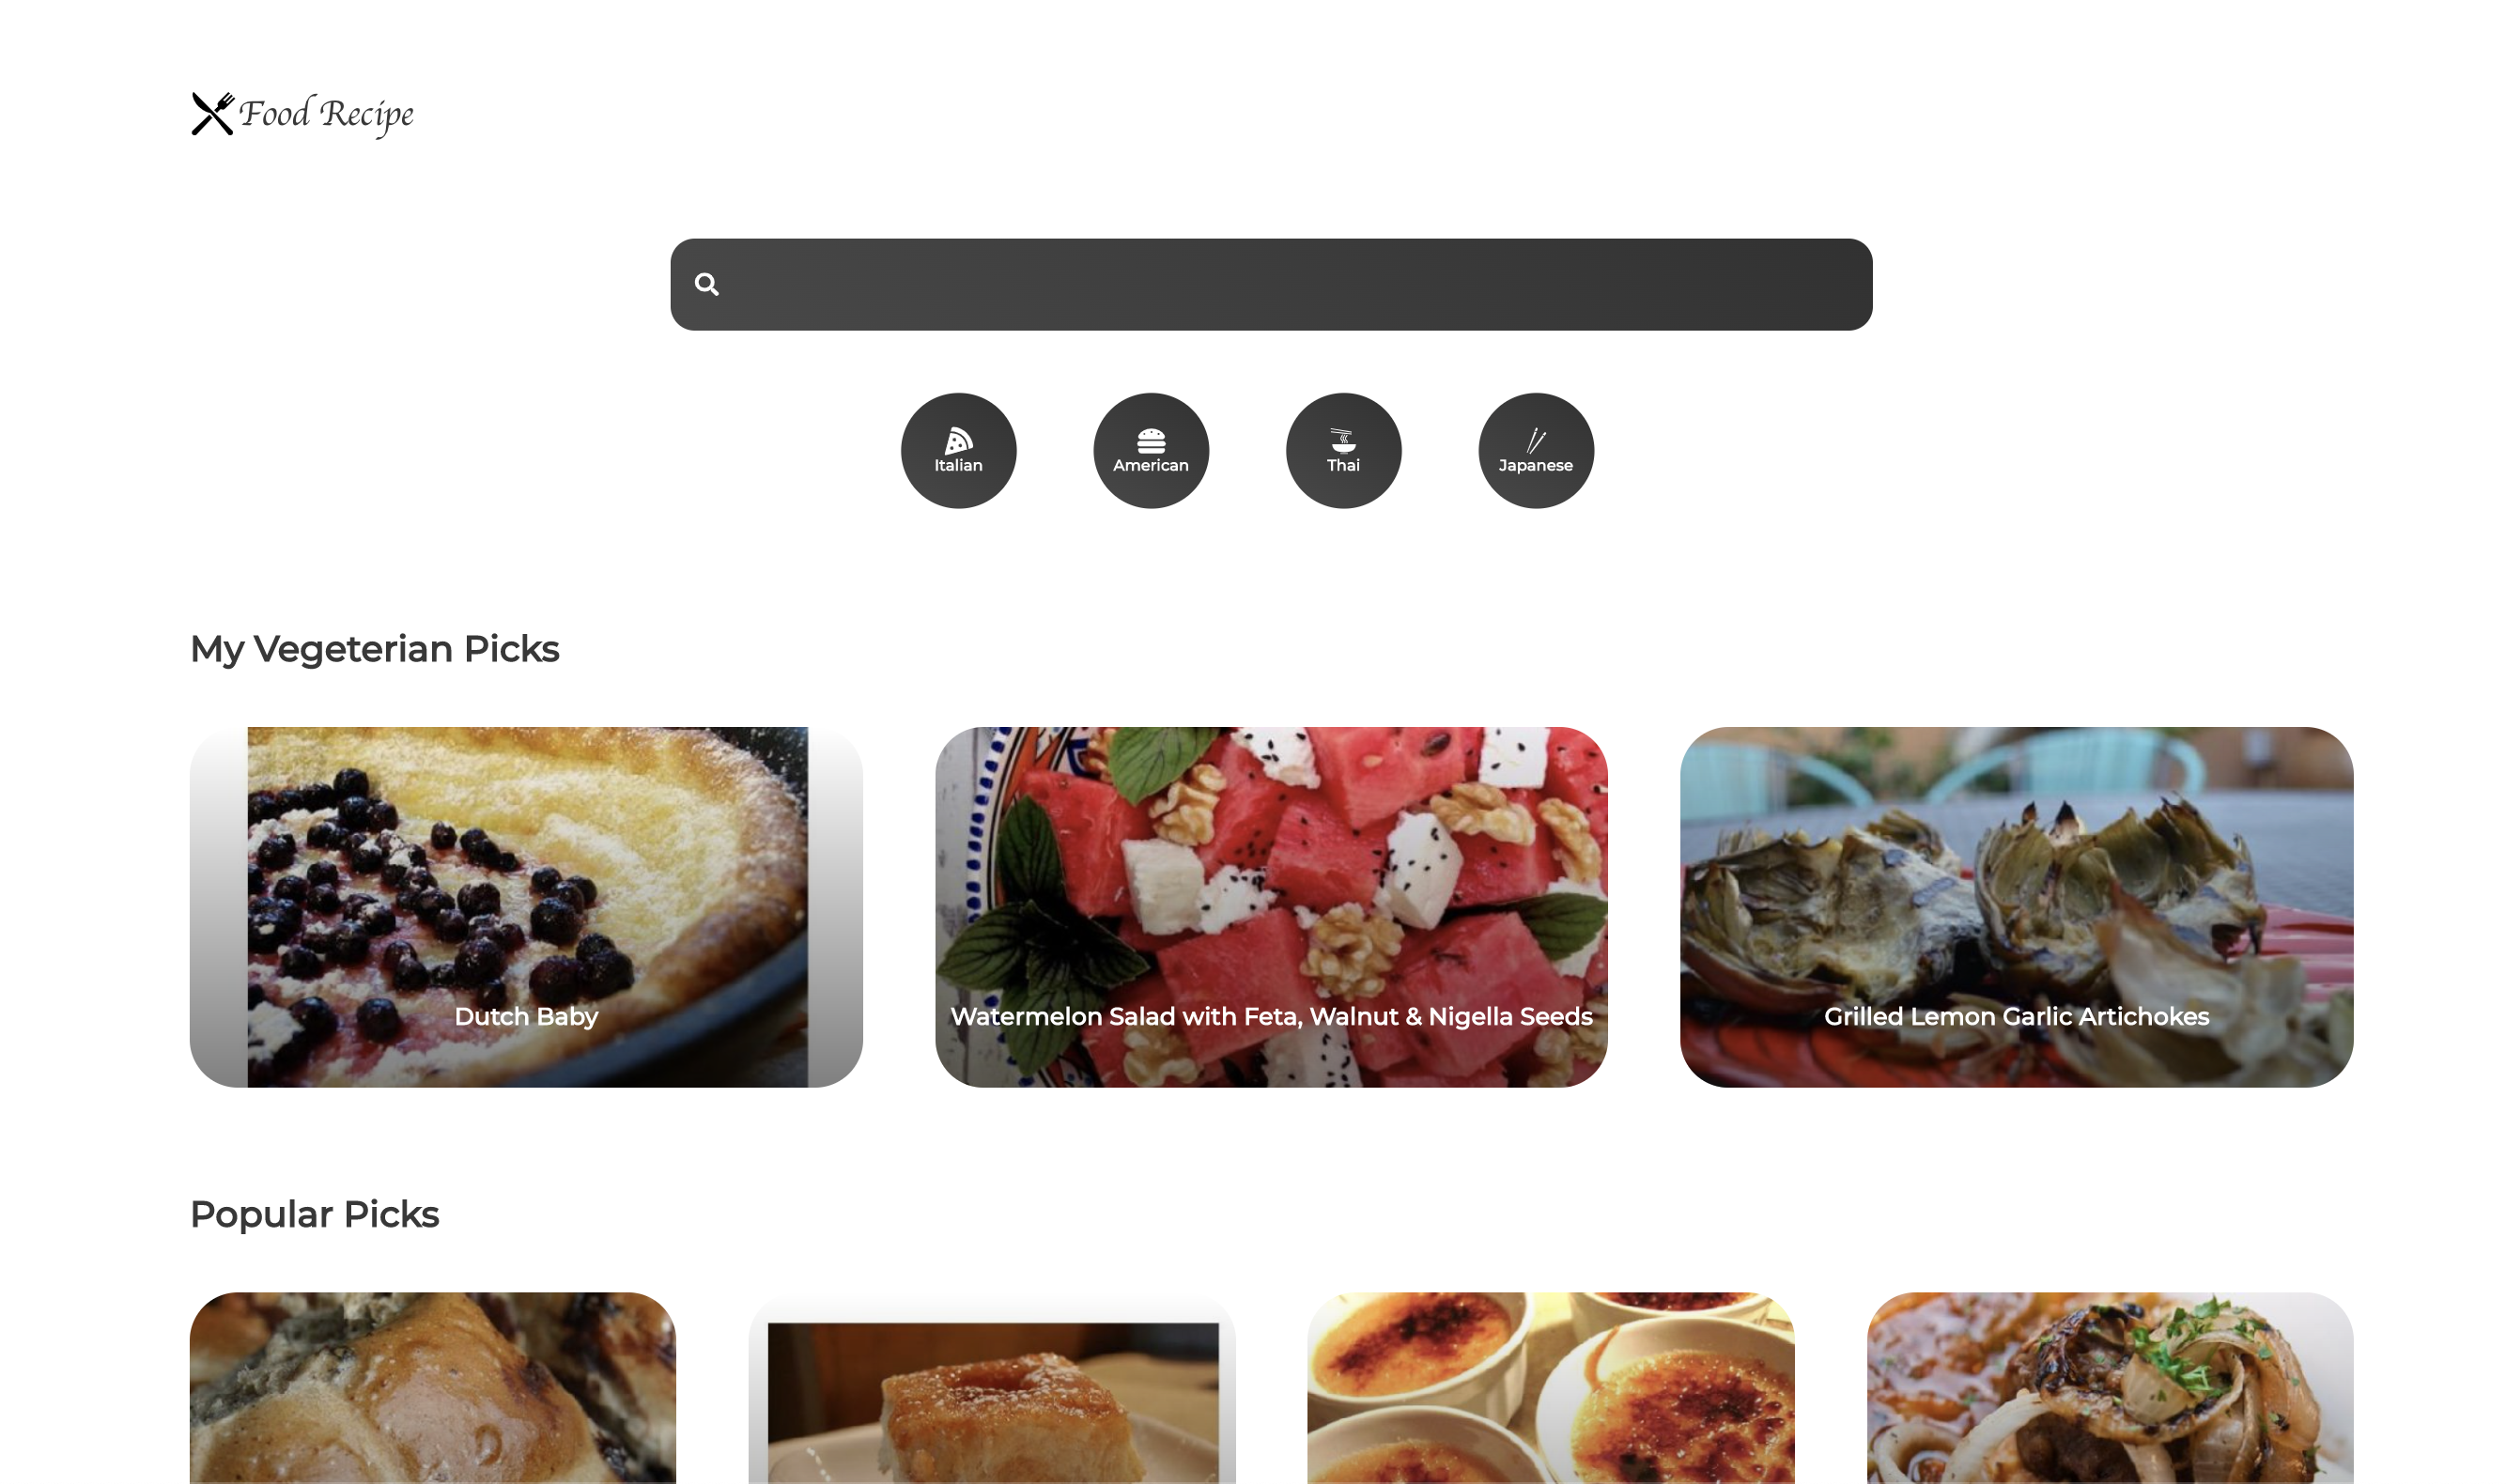 Food Recipe
Italian
American
Thai
Japanese
My Vegeterian Picks
Dutch Baby
Watermelon Salad with Feta, Walnut & Nigella Seeds
Grilled Lemon Garlic Artichokes
Popular Picks